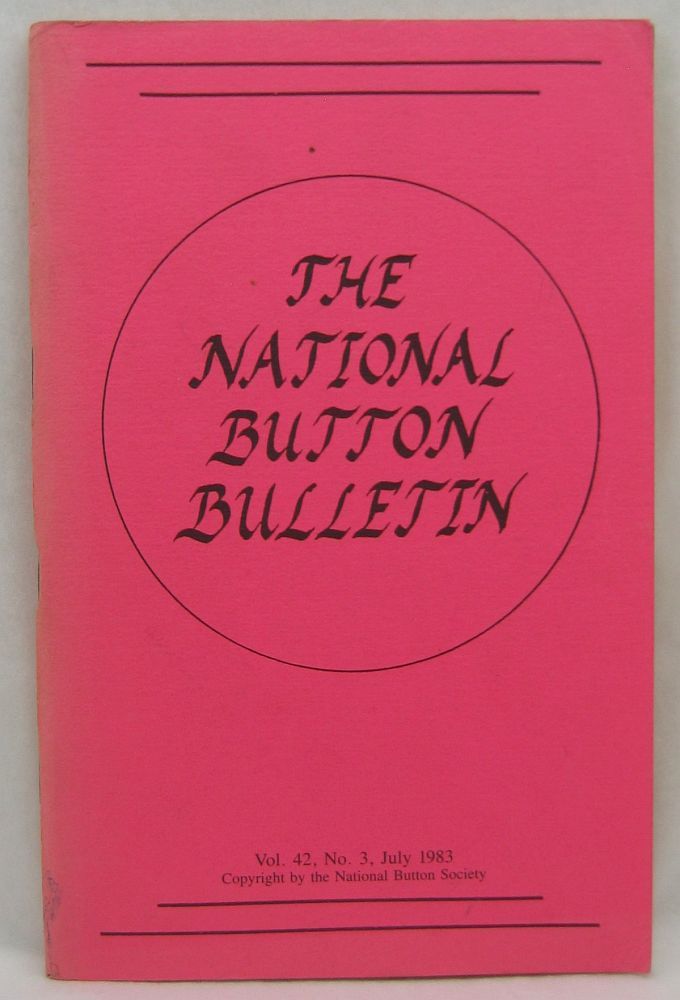 THE
NATIONAL
BUTTON
BULLETIN
Vol. 42, No. 3, July 1983
Copyright by the National Button Society